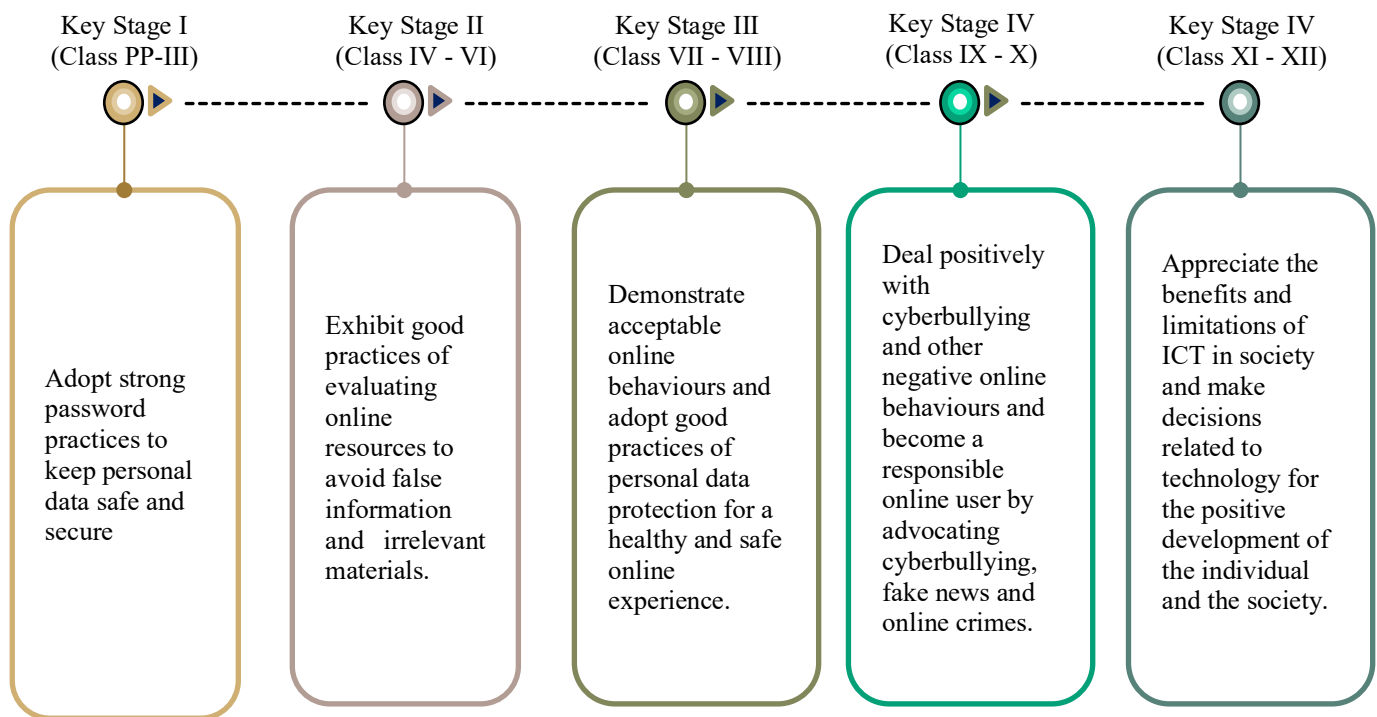 Key Stage I
(Class PP-III)
Key Stage II
(Class IV - VI)
Key Stage III
(Class VII - VIII)
Key Stage IV
(Class IX - X)
Key Stage IV
(Class XI - XII)
Adopt strong
password
practices to
keep personal
data safe and
secure
Exhibit good
practices of
evaluating
online
resources to
avoid false
information
and irrelevant
materials.
Demonstrate
acceptable
online
behaviours and
adopt good
practices of
personal data
protection for a
healthy and safe
online
experience.
Deal positively
with
cyberbullying
and other
negative online
behaviours and
become a
responsible
online user by
advocating
cyberbullying,
fake news and
online crimes.
Appreciate the
benefits and
limitations of
ICT in society
and make
decisions
related to
technology for
the positive
development of
the individual
and the society.